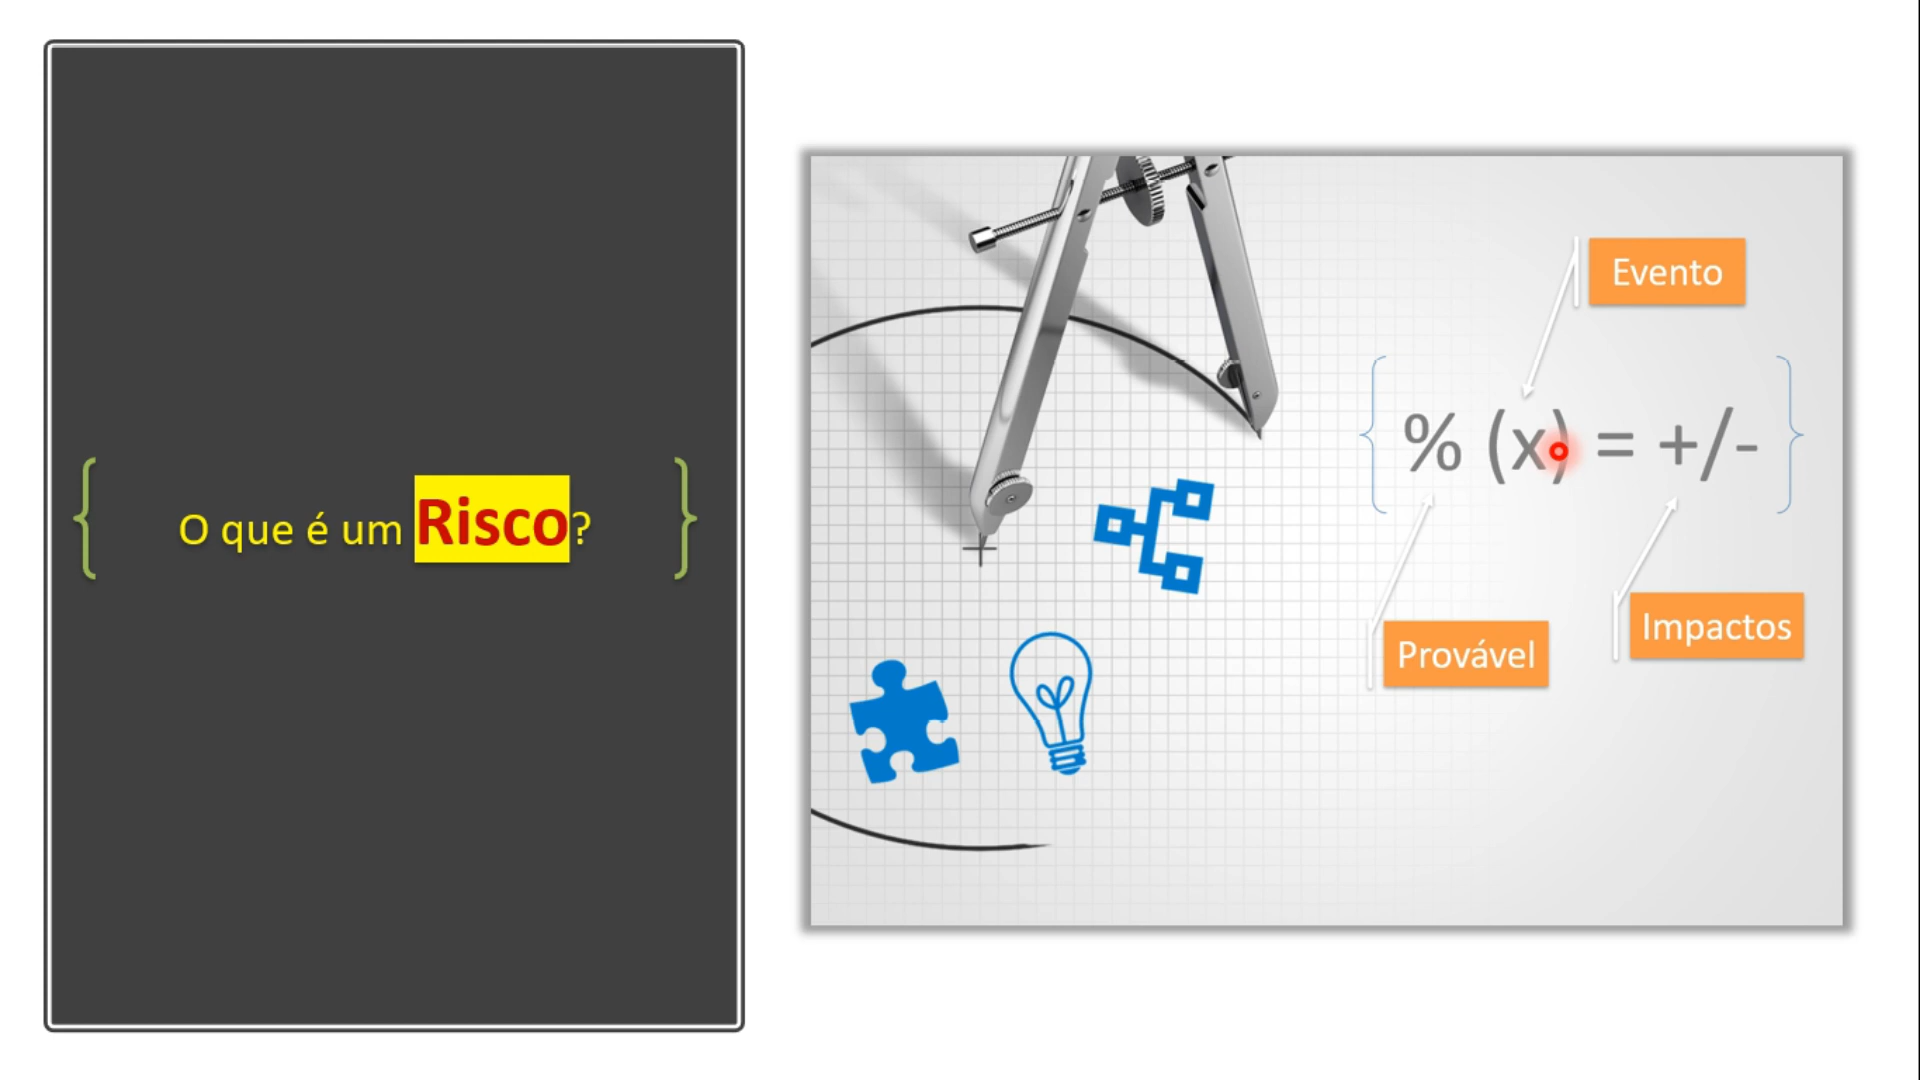 O que é um Risco?
Evento
% (x) = +/-
Provável
Impactos